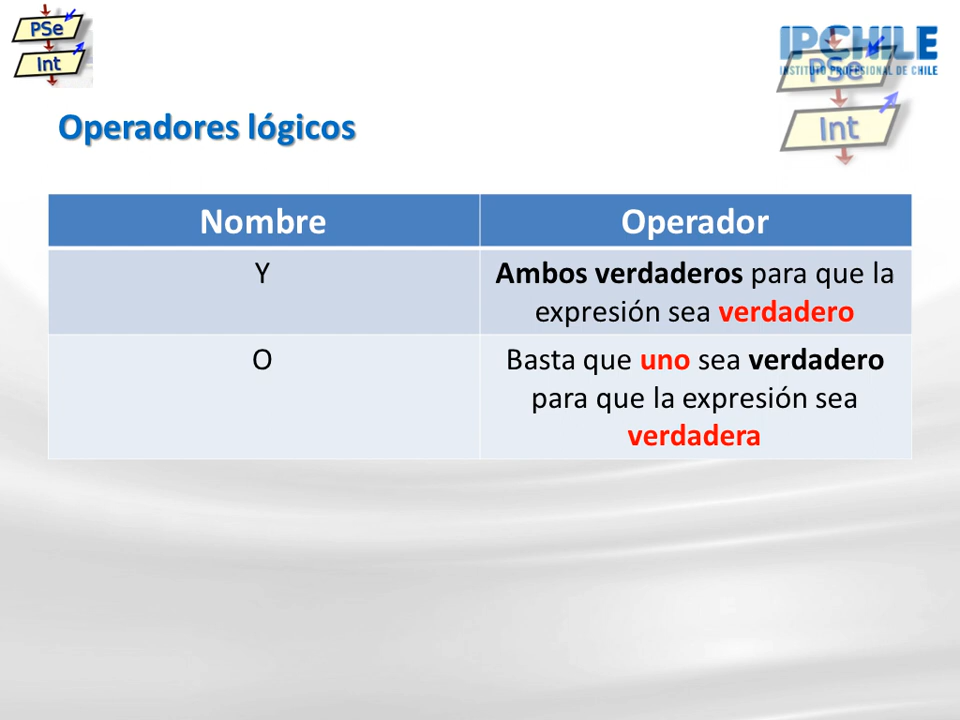 PSe
Int
IPCHILE
INSTITUTO PROFESIONAL DE CHILE
PSe
Int
Operadores lógicos
Nombre
Operador
Y
Ambos verdaderos para que la
expresión sea verdadero
O
Basta que uno sea verdadero
para que la expresión sea
verdadera